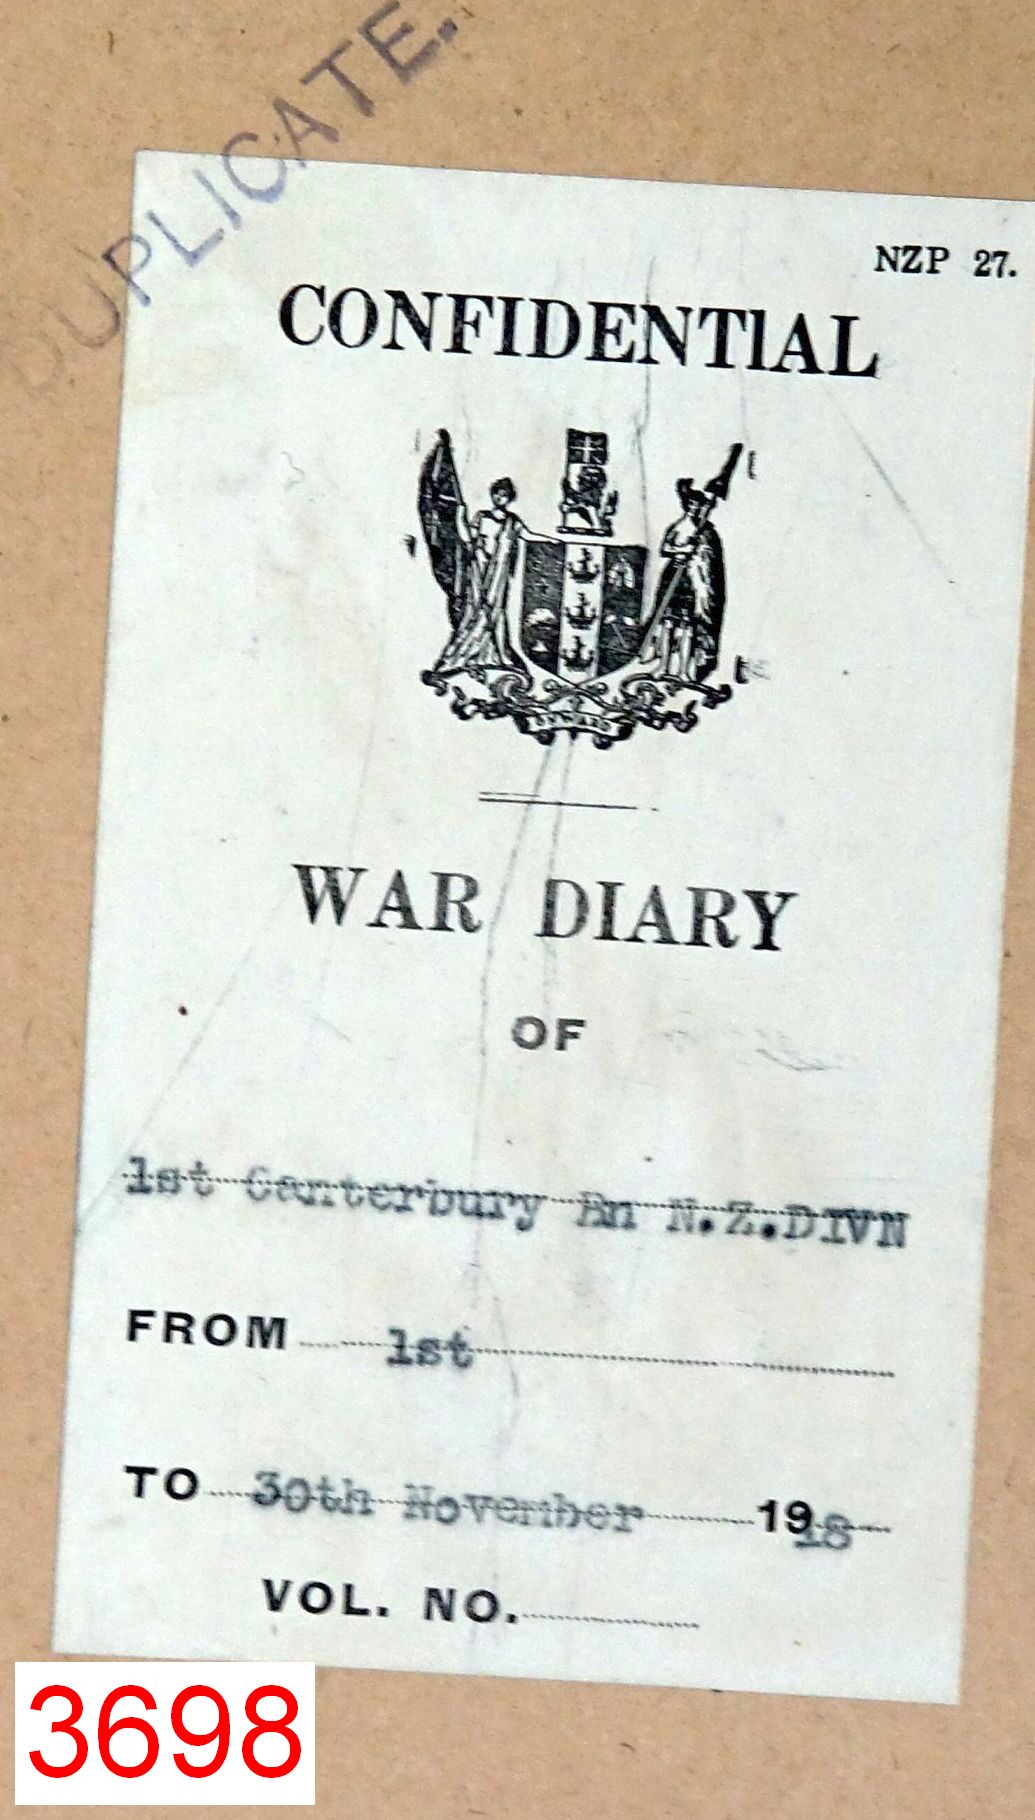 DUPLICATE.
NZP 27.
CONFIDENTIAL
ONWARD
WAR DIARY
OF
1st Canterbury Bn N.Z.DIVN
FROM 1st
TO 30th November 1918
VOL. NO.
3698